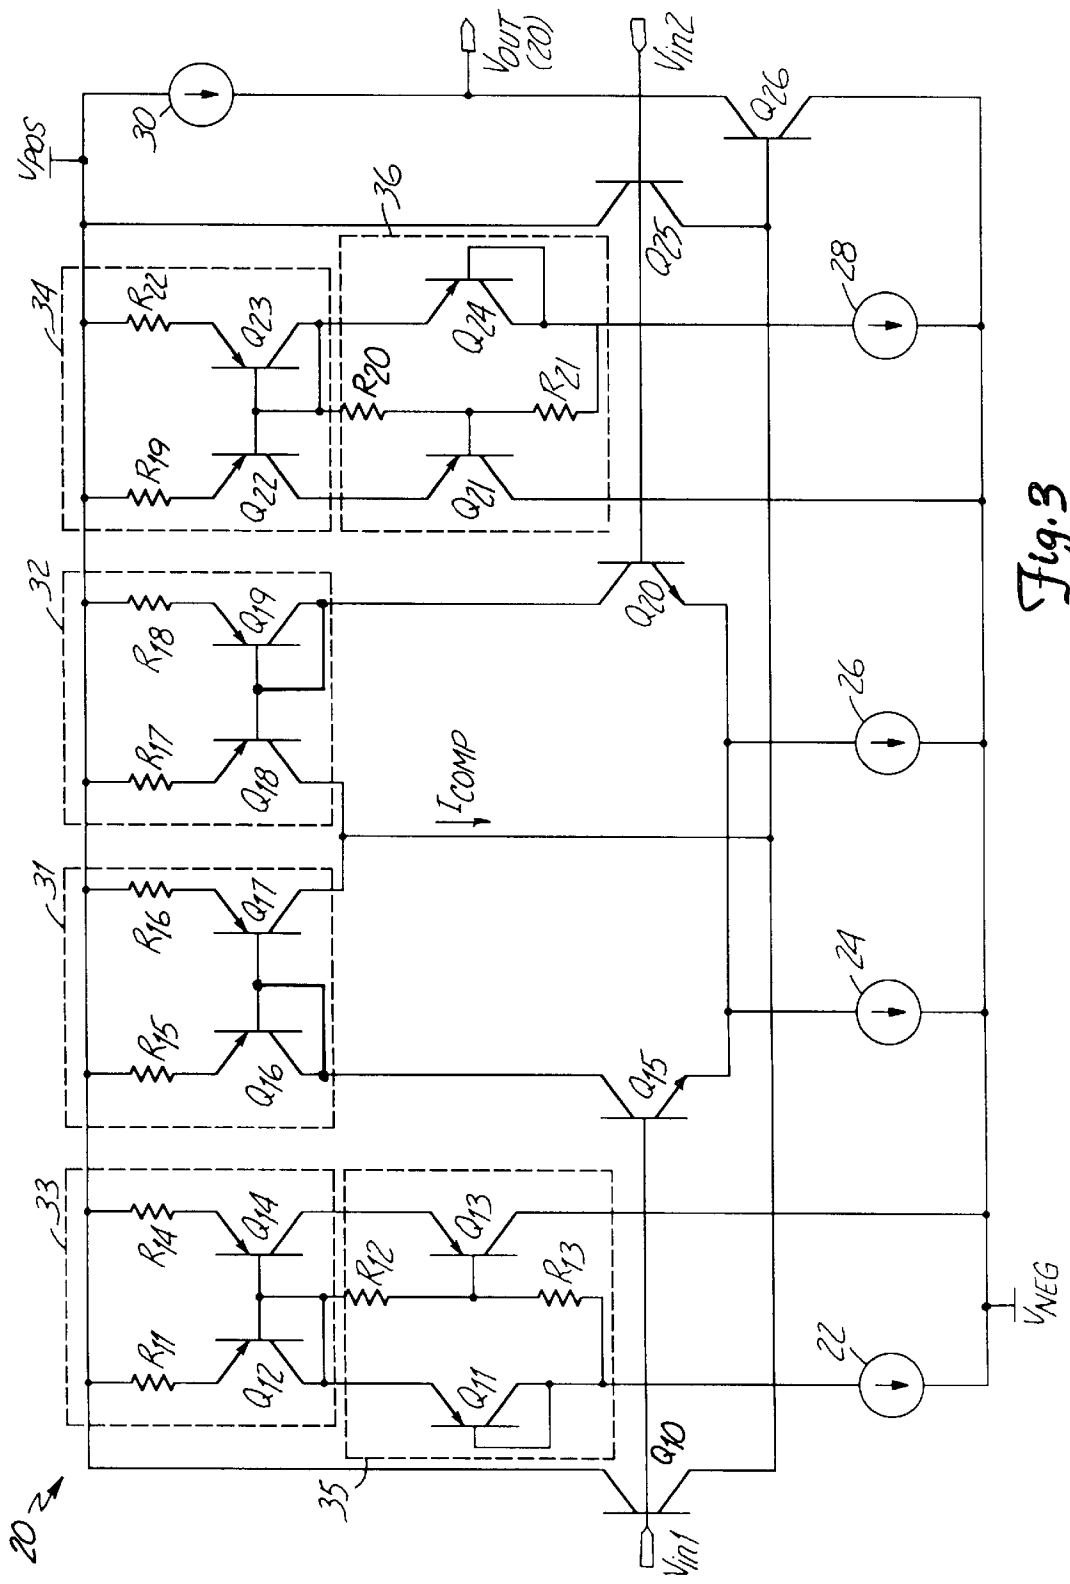 20
33
31
32
34
VPOS
30
R11
R14
R15
R16
R17
R18
R19
R22
Q12
Q14
Q16
Q17
Q18
Q19
Q22
Q23
35
36
R12
R20
Q11
Q13
R13
ICOMP
Q21
R21
Q24
VOUT
(20)
Vin1
Q10
Q15
Q20
Q25
Vin2
Q26
22
24
26
28
VNEG
Fig. 3